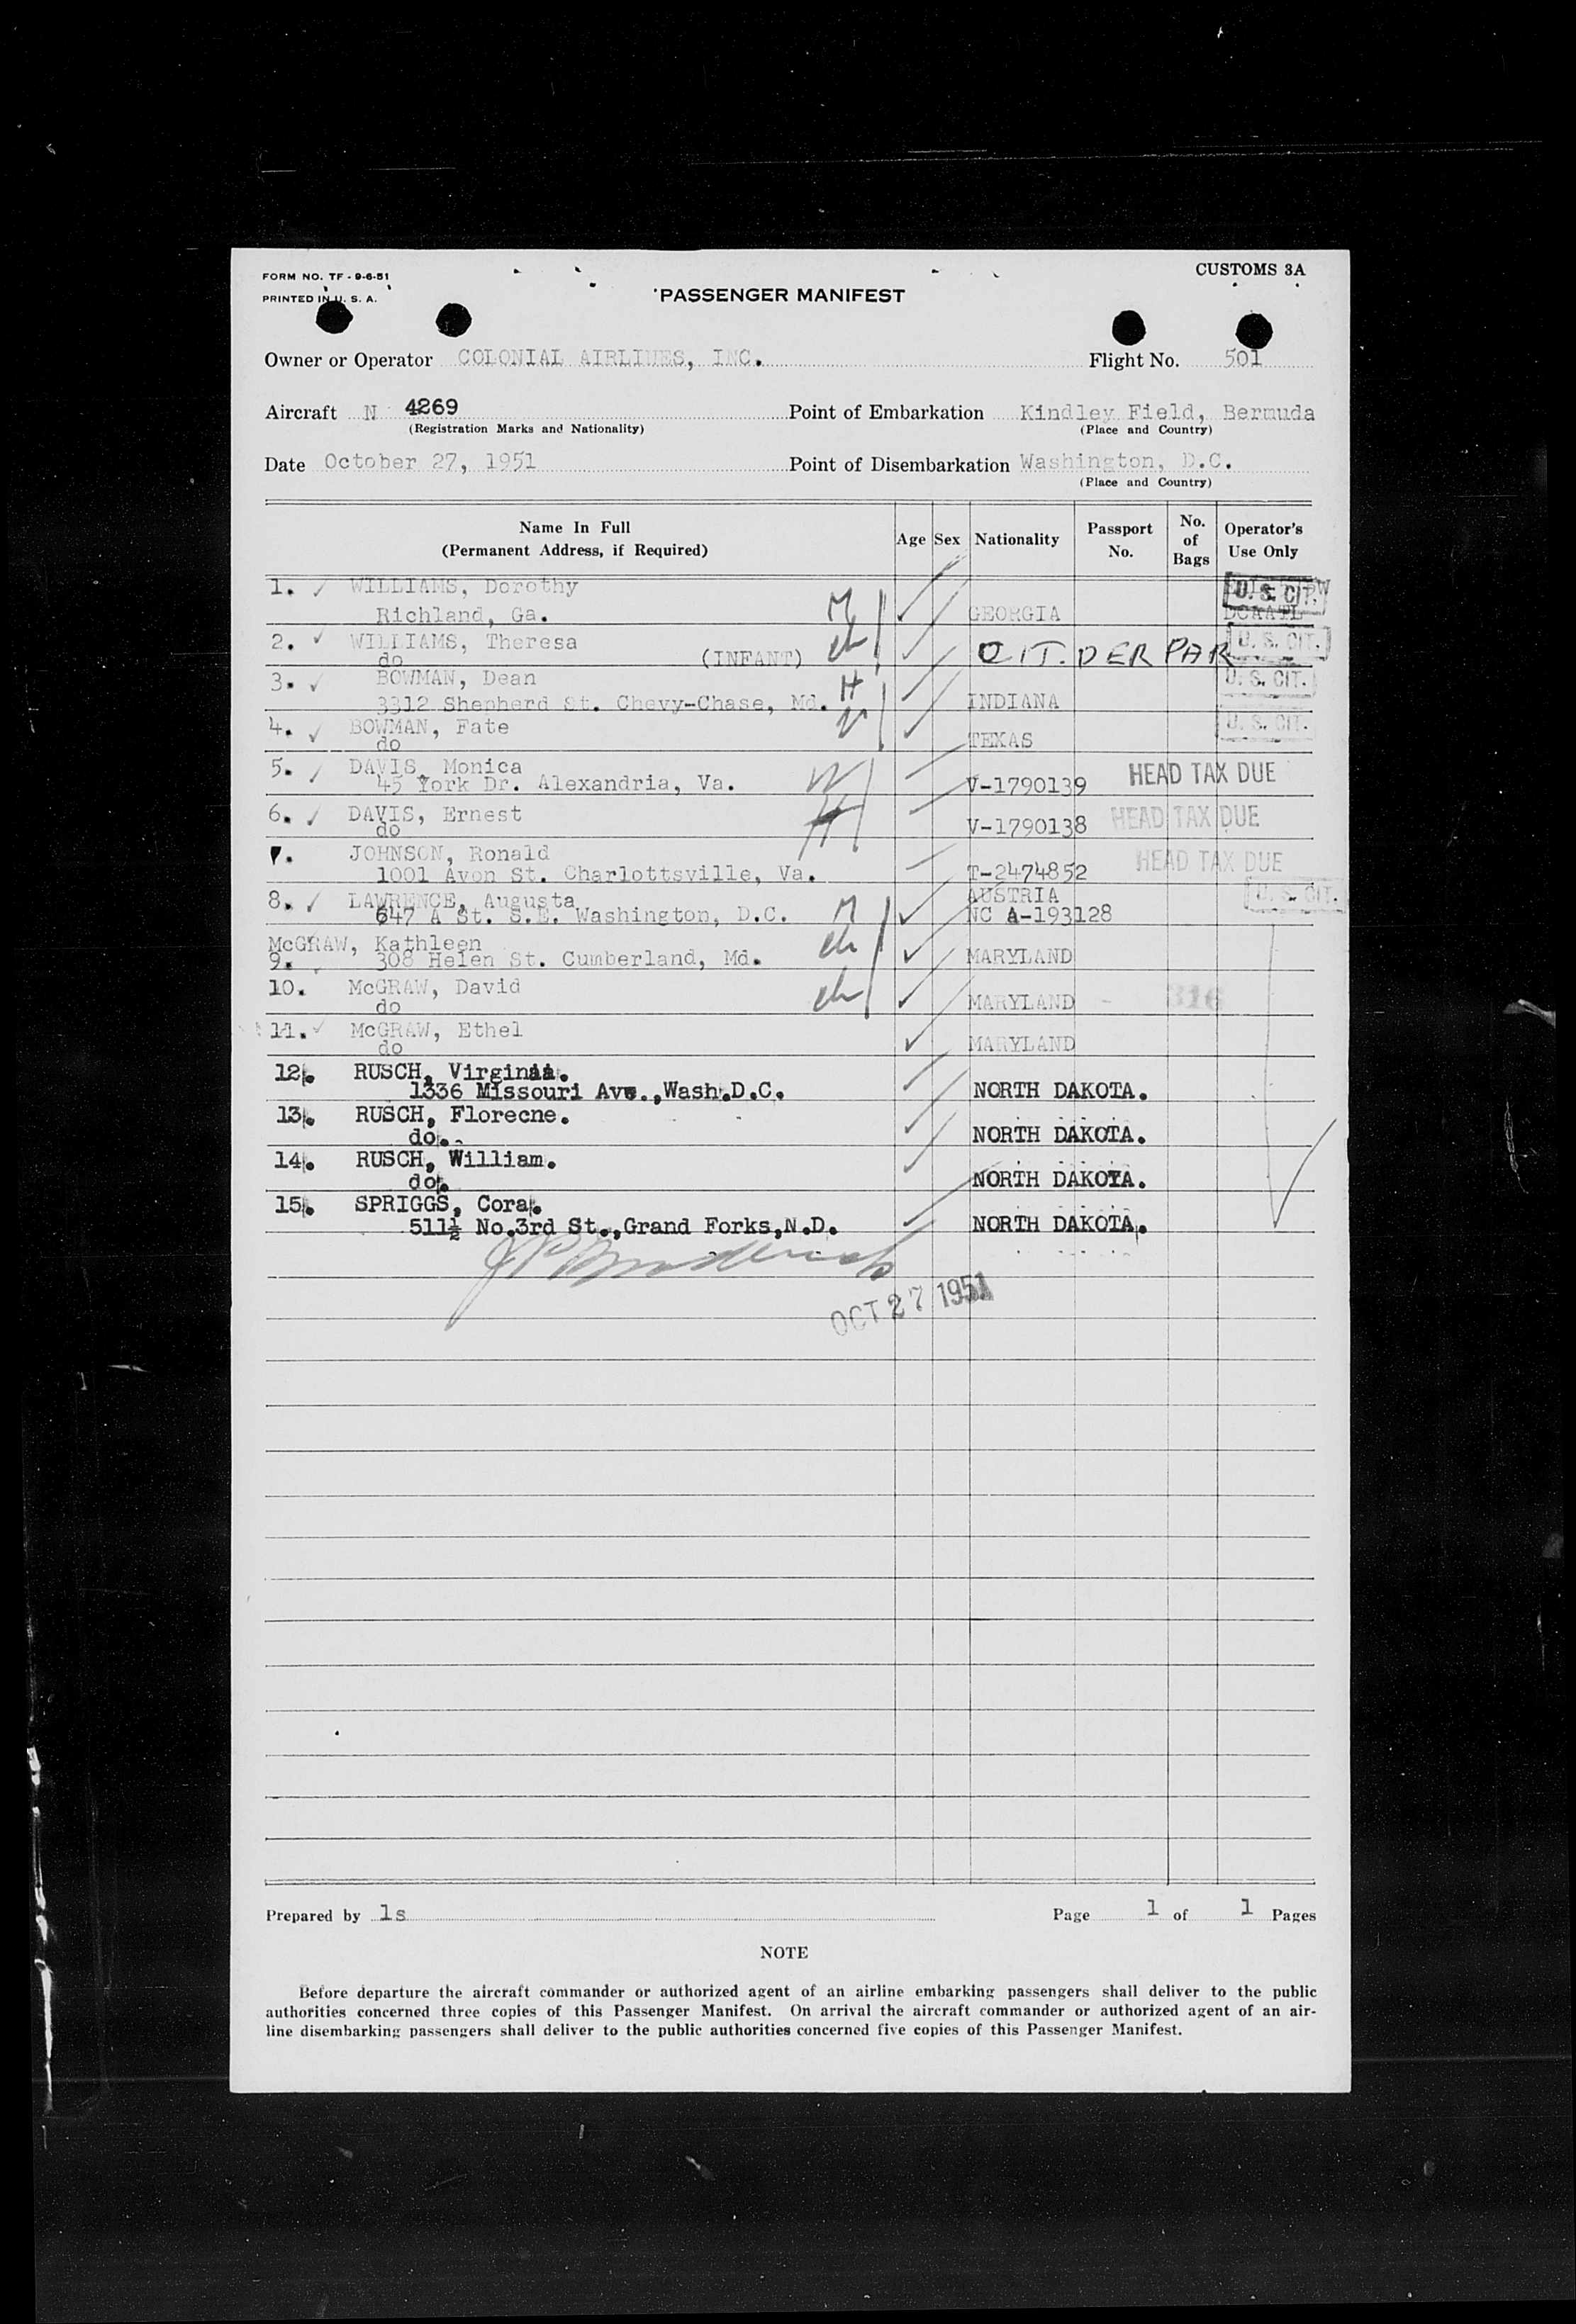 FORM NO. TF - 9-6-51
PRINTED IN U. S. A.
CUSTOMS 3A
PASSENGER MANIFEST
Owner or Operator COLONIAL AIRLINES, INC. Flight No. 501
Aircraft N 4269 Point of Embarkation Kindley Field, Bermuda
(Registration Marks and Nationality) (Place and Country)
Date October 27, 1951 Point of Disembarkation Washington, D.C.
(Place and Country)
Name In Full (Permanent Address, if Required) Age Sex Nationality Passport No. No. of Bags Operator's Use Only
1. ✓ WILLIAMS, Dorothy U. S. CIT.
Richland, Ga. M GEORGIA DCAATL
2. ✓ WILLIAMS, Theresa U. S. CIT.
do (INFANT) ch CIT. DER PAR
3. ✓ BOWMAN, Dean H U. S. CIT.
3312 Shepherd St. Chevy-Chase, Md. INDIANA
4. ✓ BOWMAN, Fate W U. S. CIT.
do TEXAS
5. ✓ DAVIS, Monica W HEAD TAX DUE
45 York Dr. Alexandria, Va. V-1790139
6. ✓ DAVIS, Ernest H HEAD TAX DUE
do V-1790138
7. JOHNSON, Ronald HEAD TAX DUE
1001 Avon St. Charlottsville, Va. T-2474852
8. ✓ LAWRENCE, Augusta AUSTRIA U. S. CIT.
647 A St. S.E. Washington, D.C. M NC A-193128
McGRAW, Kathleen ch
9. 308 Helen St. Cumberland, Md. MARYLAND
10. McGRAW, David ch
do MARYLAND 316
11. ✓ McGRAW, Ethel
do MARYLAND
12. RUSCH, Virginia.
1336 Missouri Ave.,Wash.D.C. NORTH DAKOTA.
13. RUSCH, Florecne.
do. NORTH DAKOTA.
14. RUSCH, William.
do. NORTH DAKOTA.
15. SPRIGGS, Cora.
511½ No.3rd St.,Grand Forks,N.D. NORTH DAKOTA.
OCT 27 1951
Prepared by ls Page 1 of 1 Pages
NOTE
Before departure the aircraft commander or authorized agent of an airline embarking passengers shall deliver to the public
authorities concerned three copies of this Passenger Manifest. On arrival the aircraft commander or authorized agent of an air-
line disembarking passengers shall deliver to the public authorities concerned five copies of this Passenger Manifest.